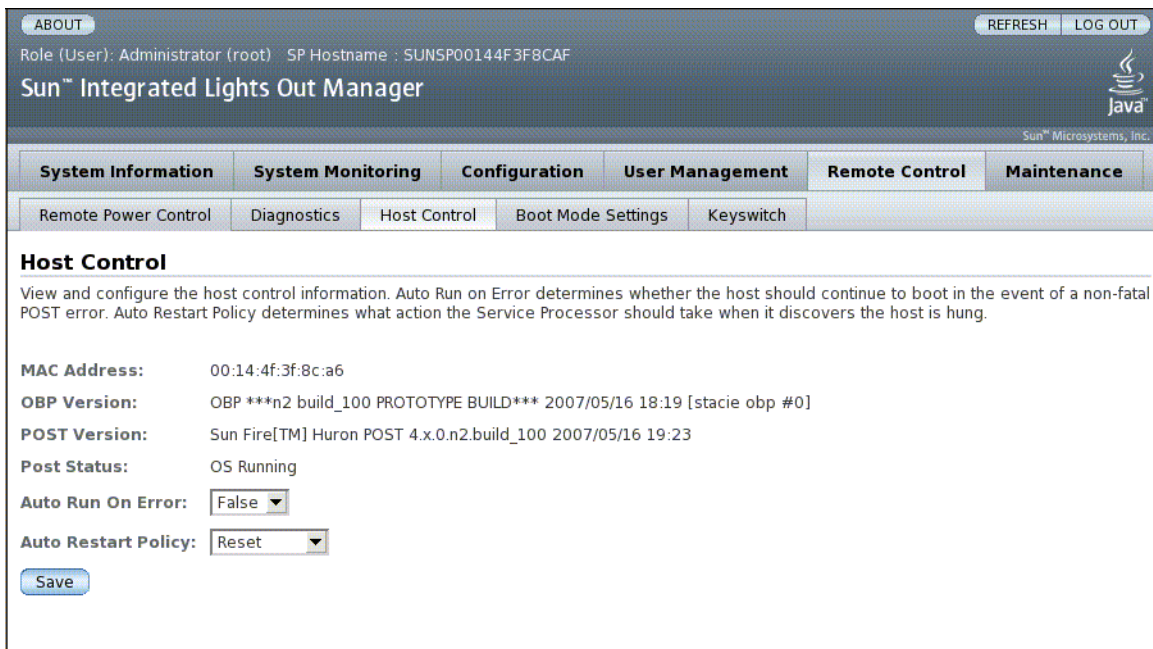 ABOUT
REFRESH
LOG OUT
Role (User): Administrator (root) SP Hostname : SUNSP00144F3F8CAF
Sun™ Integrated Lights Out Manager
Java™
Sun™ Microsystems, Inc.
System Information
System Monitoring
Configuration
User Management
Remote Control
Maintenance
Remote Power Control
Diagnostics
Host Control
Boot Mode Settings
Keyswitch
Host Control
View and configure the host control information. Auto Run on Error determines whether the host should continue to boot in the event of a non-fatal
POST error. Auto Restart Policy determines what action the Service Processor should take when it discovers the host is hung.
MAC Address: 00:14:4f:3f:8c:a6
OBP Version: OBP ***n2 build_100 PROTOTYPE BUILD*** 2007/05/16 18:19 [stacie obp #0]
POST Version: Sun Fire[TM] Huron POST 4.x.0.n2.build_100 2007/05/16 19:23
Post Status: OS Running
Auto Run On Error: False
Auto Restart Policy: Reset
Save